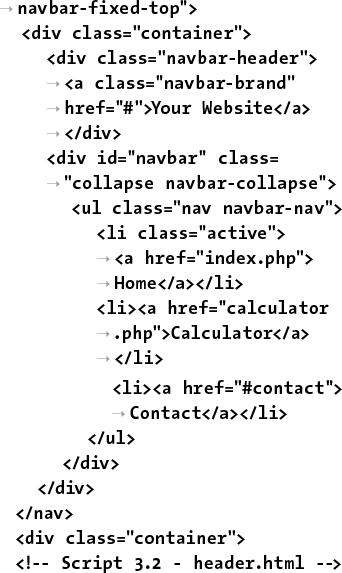 → navbar-fixed-top">
<div class="container">
<div class="navbar-header">
→ <a class="navbar-brand"
→ href="#">Your Website</a>
→ </div>
<div id="navbar" class=
→ "collapse navbar-collapse">
<ul class="nav navbar-nav">
<li class="active">
→ <a href="index.php">
→ Home</a></li>
<li><a href="calculator
→ .php">Calculator</a>
→ </li>
<li><a href="#contact">
→ Contact</a></li>
</ul>
</div>
</div>
</nav>
<div class="container">
<!-- Script 3.2 - header.html -->